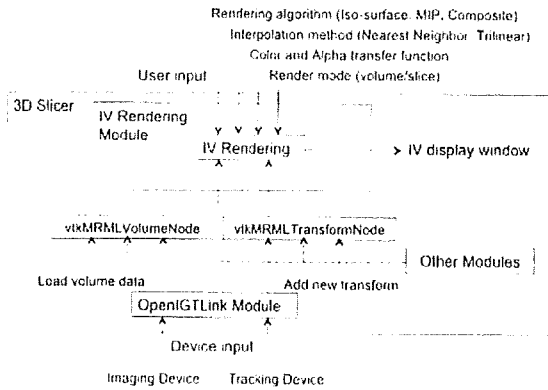 Rendering algorithm (Iso-surface, MIP, Composite)
Interpolation method (Nearest Neighbor, Trilinear)
Color and Alpha transfer function
User input
Render mode (volume/slice)
3D Slicer
IV Rendering
Module
IV Rendering
IV display window
vtkMRMLVolumeNode
vtkMRMLTransformNode
Other Modules
Load volume data
Add new transform
OpenIGTLink Module
Device input
Imaging Device
Tracking Device